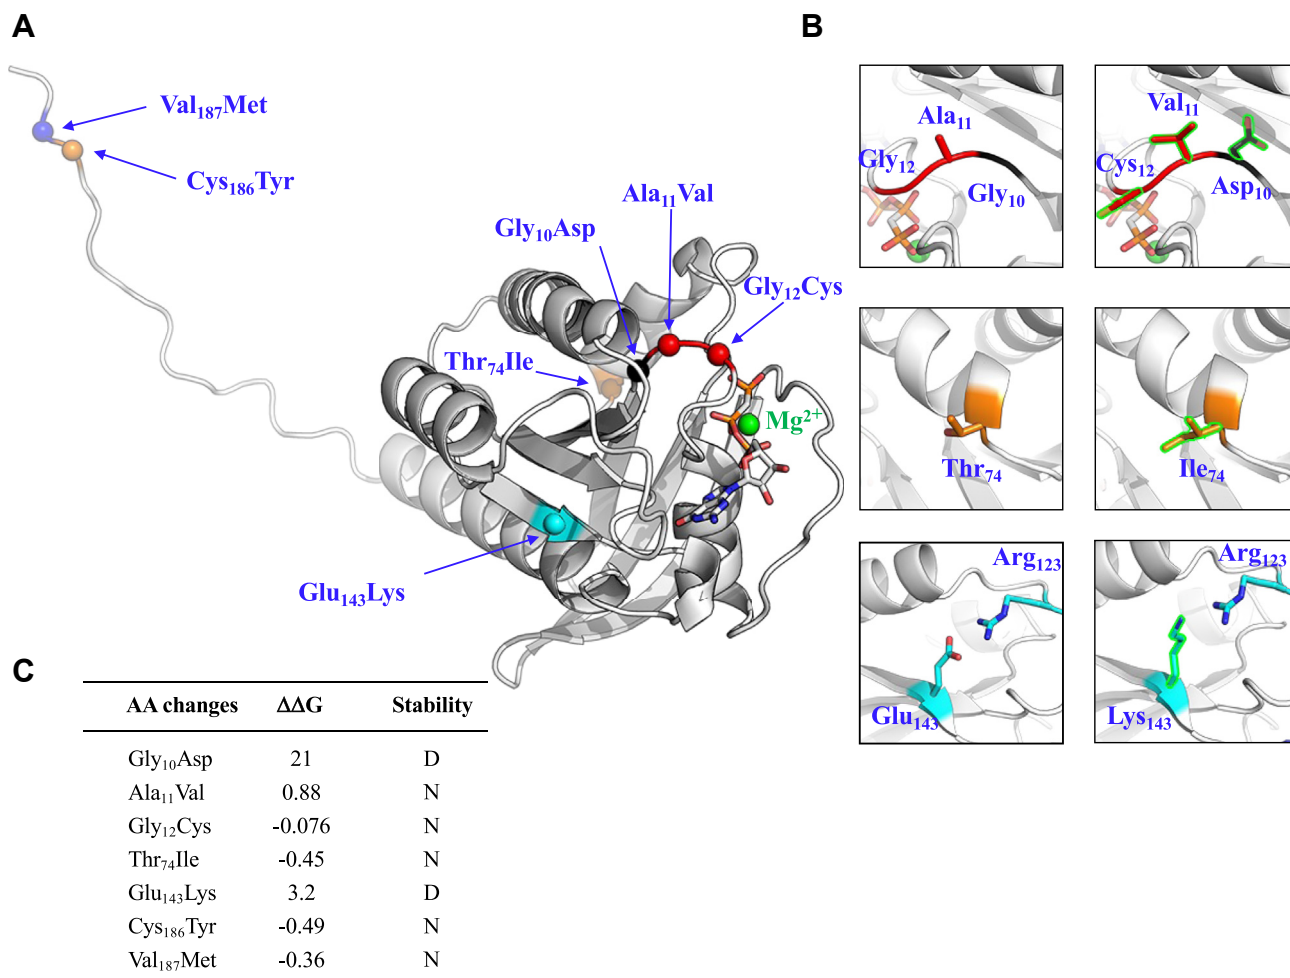 A
Val₁₈₇Met
Cys₁₈₆Tyr
Ala₁₁Val
Gly₁₀Asp
Gly₁₂Cys
Thr₇₄Ile
Mg²⁺
Glu₁₄₃Lys
B
Ala₁₁
Gly₁₂
Gly₁₀
Val₁₁
Cys₁₂
Asp₁₀
Thr₇₄
Ile₇₄
Arg₁₂₃
Glu₁₄₃
Arg₁₂₃
Lys₁₄₃
C
AA changes ΔΔG Stability
Gly₁₀Asp 21 D
Ala₁₁Val 0.88 N
Gly₁₂Cys -0.076 N
Thr₇₄Ile -0.45 N
Glu₁₄₃Lys 3.2 D
Cys₁₈₆Tyr -0.49 N
Val₁₈₇Met -0.36 N